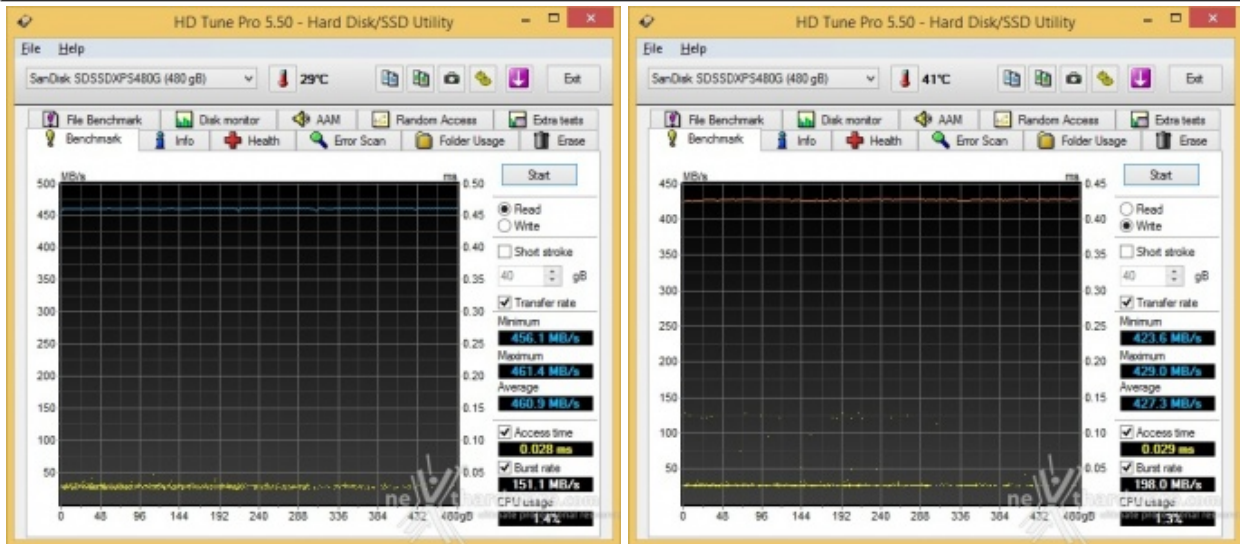 HD Tune Pro 5.50 - Hard Disk/SSD Utility
File Help
SanDisk SDSSDXPS480G (480 gB)
29°C
Exit
File Benchmark
Disk monitor
AAM
Random Access
Extra tests
Benchmark
Info
Health
Error Scan
Folder Usage
Erase
MB/s
ms
500
450
400
350
300
250
200
150
100
50
0.50
0.45
0.40
0.35
0.30
0.25
0.20
0.15
0.10
0.05
0 48 96 144 192 240 288 336 384 432 480gB
Start
Read
Write
Short stroke
40 gB
Transfer rate
Minimum
456.1 MB/s
Maximum
461.4 MB/s
Average
460.9 MB/s
Access time
0.028 ms
Burst rate
151.1 MB/s
CPU usage
1.4%
HD Tune Pro 5.50 - Hard Disk/SSD Utility
File Help
SanDisk SDSSDXPS480G (480 gB)
41°C
Exit
File Benchmark
Disk monitor
AAM
Random Access
Extra tests
Benchmark
Info
Health
Error Scan
Folder Usage
Erase
MB/s
ms
450
400
350
300
250
200
150
100
50
0.45
0.40
0.35
0.30
0.25
0.20
0.15
0.10
0.05
0 48 96 144 192 240 288 336 384 432 480gB
Start
Read
Write
Short stroke
40 gB
Transfer rate
Minimum
423.6 MB/s
Maximum
429.0 MB/s
Average
427.3 MB/s
Access time
0.029 ms
Burst rate
198.0 MB/s
CPU usage
1.3%